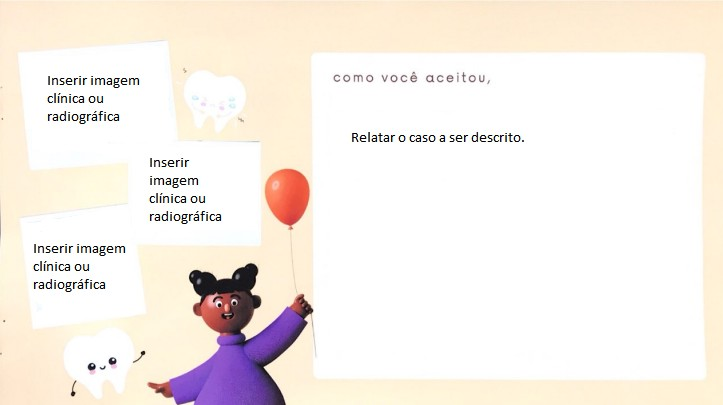 Inserir imagem
clínica ou
radiográfica
Inserir
imagem
clínica ou
radiográfica
Inserir imagem
clínica ou
radiográfica
como você aceitou,
Relatar o caso a ser descrito.